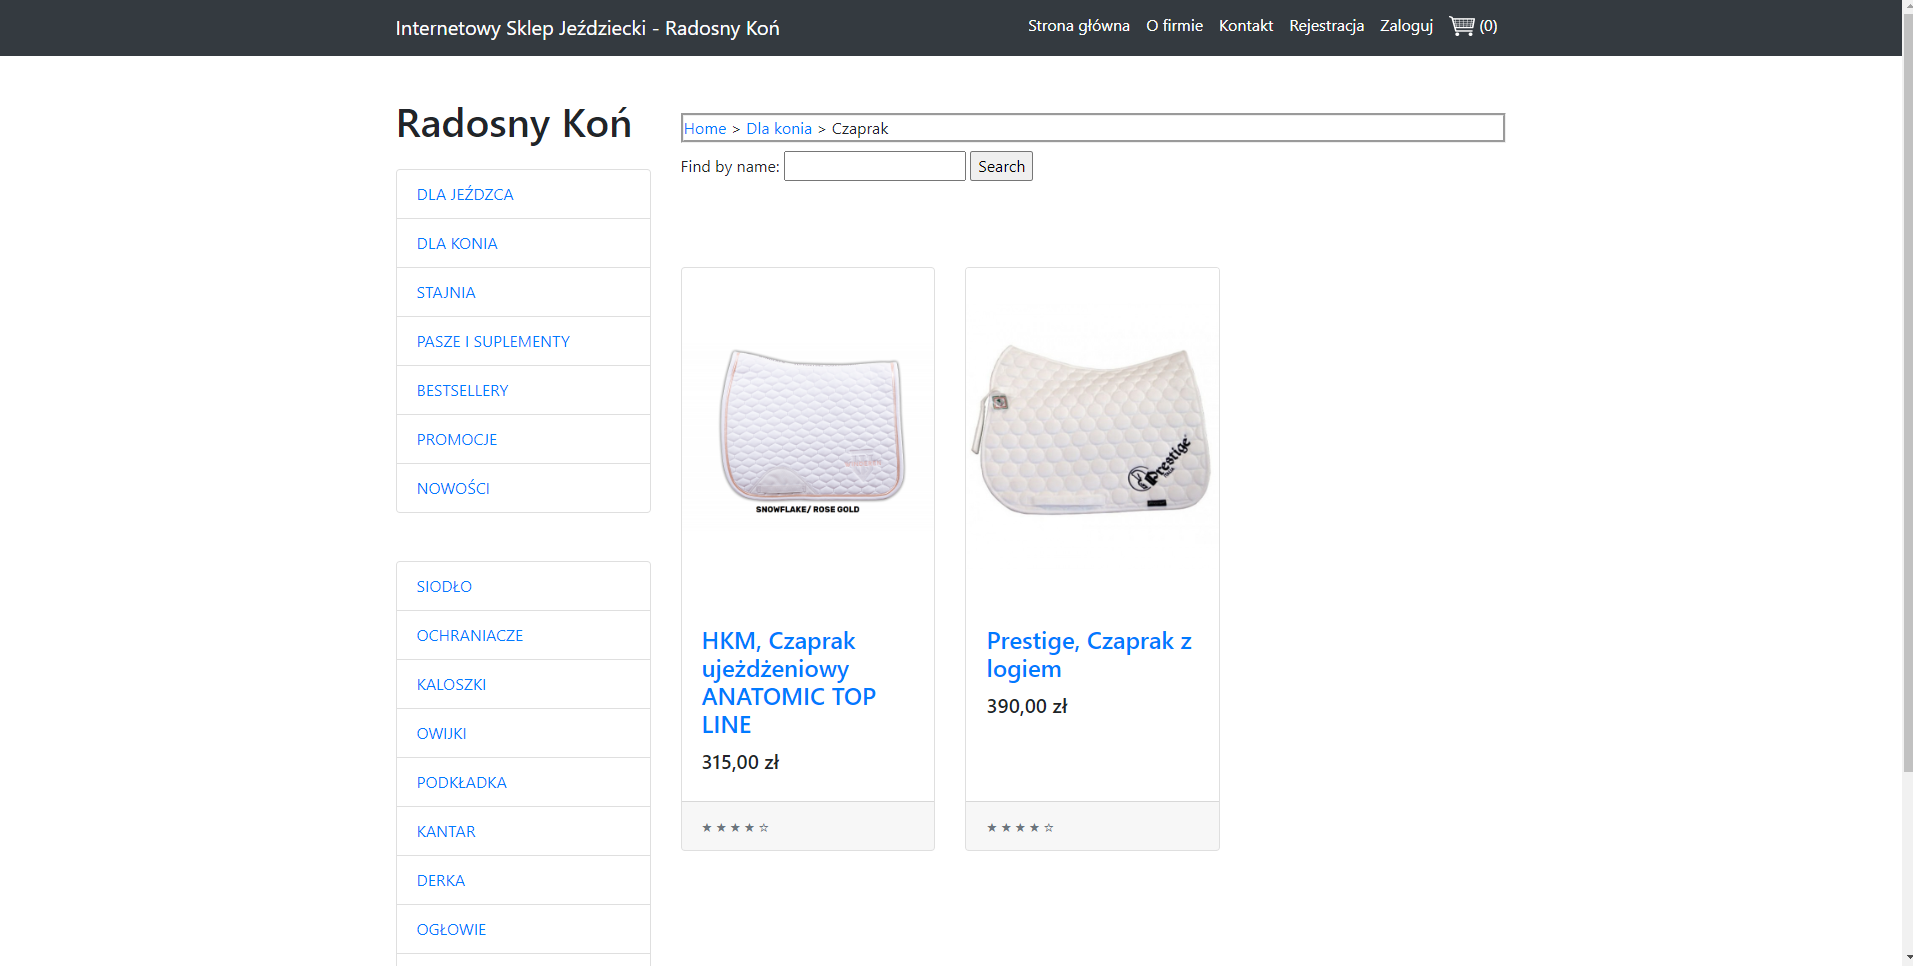 Internetowy Sklep Jeździecki - Radosny Koń
Strona główna O firmie Kontakt Rejestracja Zaloguj (0)
Radosny Koń
DLA JEŹDZCA
DLA KONIA
STAJNIA
PASZE I SUPLEMENTY
BESTSELLERY
PROMOCJE
NOWOŚCI
SIODŁO
OCHRANIACZE
KALOSZKI
OWIJKI
PODKŁADKA
KANTAR
DERKA
OGŁOWIE
Home > Dla konia > Czaprak
Find by name: Search
SNOWFLAKE/ ROSE GOLD
HKM, Czaprak
ujeżdżeniowy
ANATOMIC TOP
LINE
315,00 zł
★ ★ ★ ★ ☆
Prestige
Prestige, Czaprak z
logiem
390,00 zł
★ ★ ★ ★ ☆